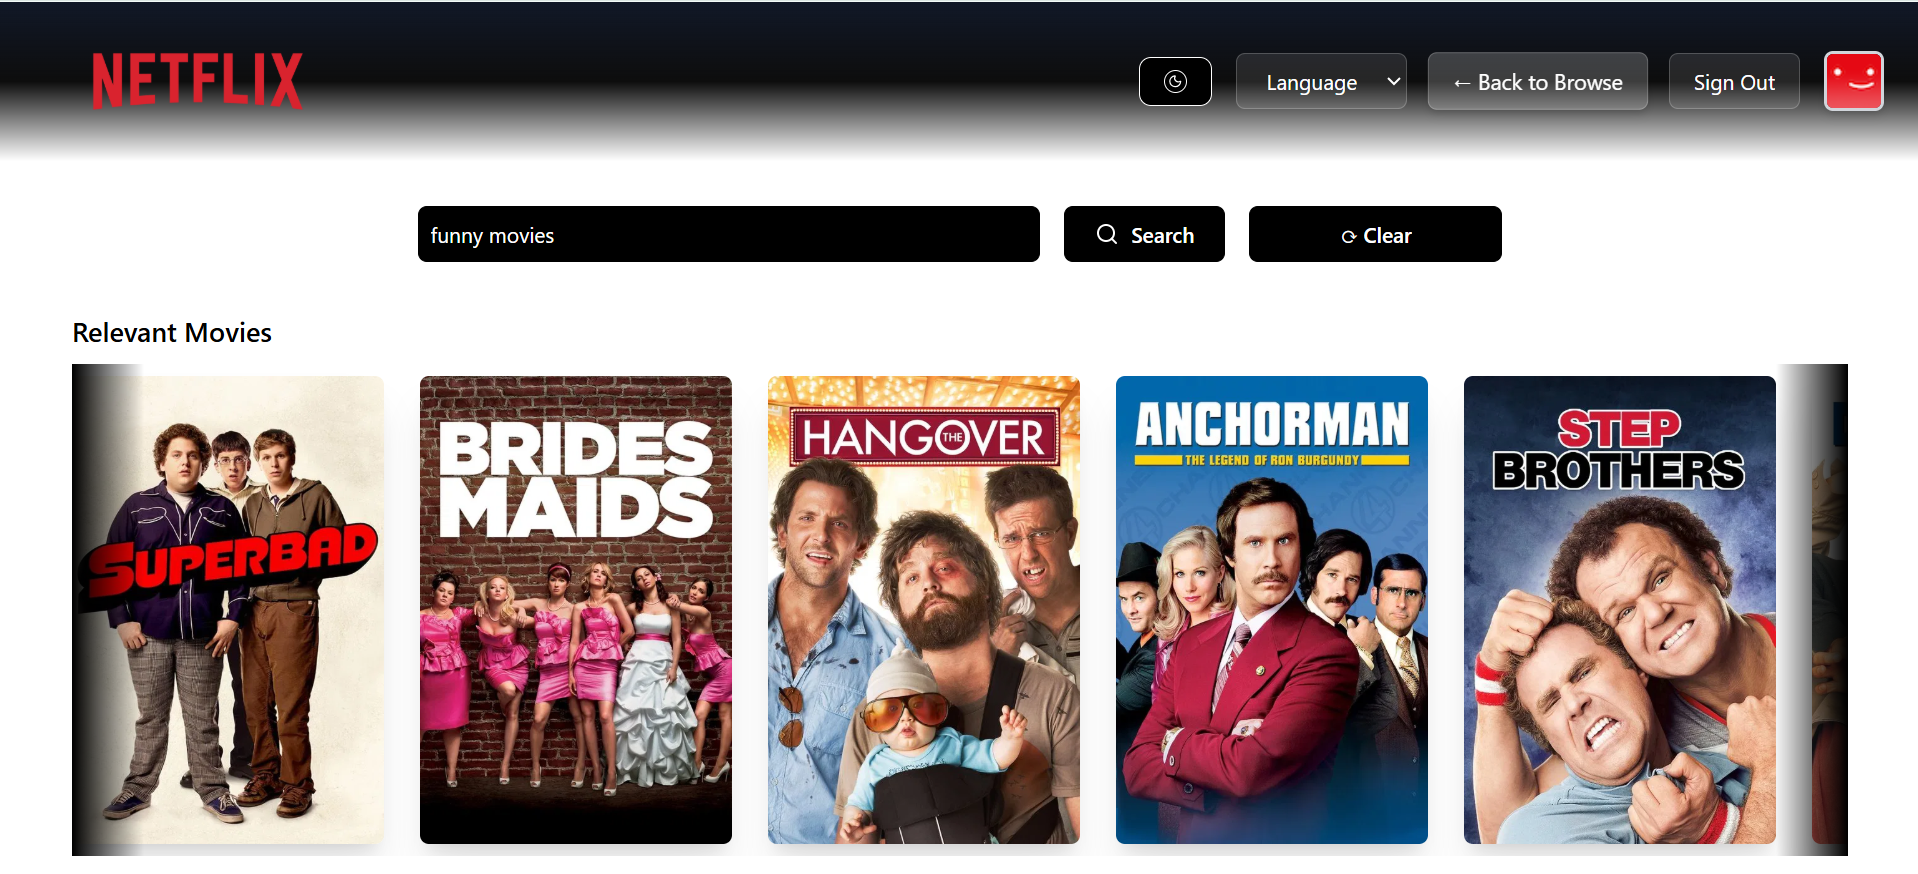 NETFLIX
Language
← Back to Browse
Sign Out
funny movies
Search
⟳ Clear
Relevant Movies
SUPERBAD
BRIDES
MAIDS
THE HANGOVER
ANCHORMAN
THE LEGEND OF RON BURGUNDY
STEP
BROTHERS